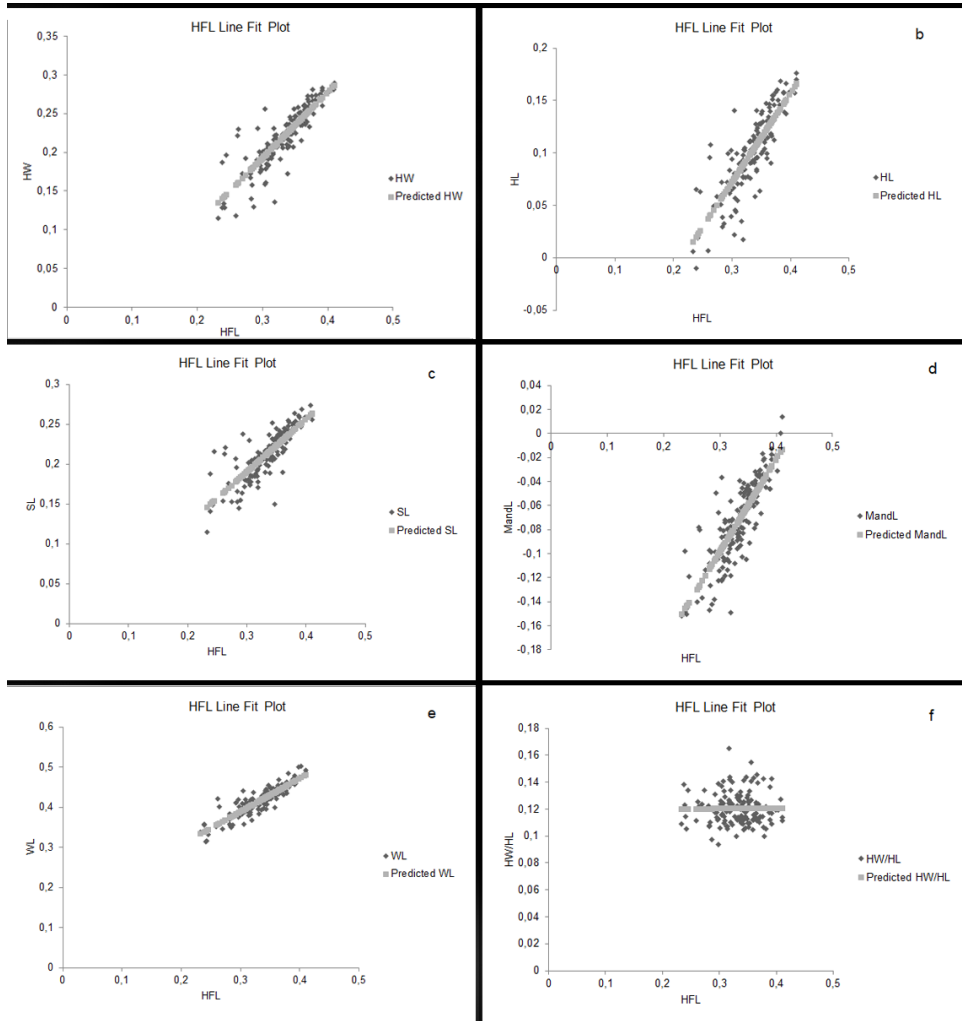 HFL Line Fit Plot
0,35
0,3
0,25
0,2
0,15
0,1
0,05
0
HW
HW
Predicted HW
0
0,1
0,2
0,3
0,4
0,5
HFL
HFL Line Fit Plot
b
0,2
0,15
0,1
0,05
0
-0,05
HL
HL
Predicted HL
0
0,1
0,2
0,3
0,4
0,5
HFL
HFL Line Fit Plot
c
0,3
0,25
0,2
0,15
0,1
0,05
0
SL
SL
Predicted SL
0
0,1
0,2
0,3
0,4
0,5
HFL
HFL Line Fit Plot
d
0,04
0,02
0
-0,02
-0,04
-0,06
-0,08
-0,1
-0,12
-0,14
-0,16
-0,18
MandL
0
0,1
0,2
0,3
0,4
0,5
MandL
Predicted MandL
HFL
HFL Line Fit Plot
e
0,6
0,5
0,4
0,3
0,2
0,1
0
WL
WL
Predicted WL
0
0,1
0,2
0,3
0,4
0,5
HFL
HFL Line Fit Plot
f
0,18
0,16
0,14
0,12
0,1
0,08
0,06
0,04
0,02
0
HW/HL
HW/HL
Predicted HW/HL
0
0,1
0,2
0,3
0,4
0,5
HFL